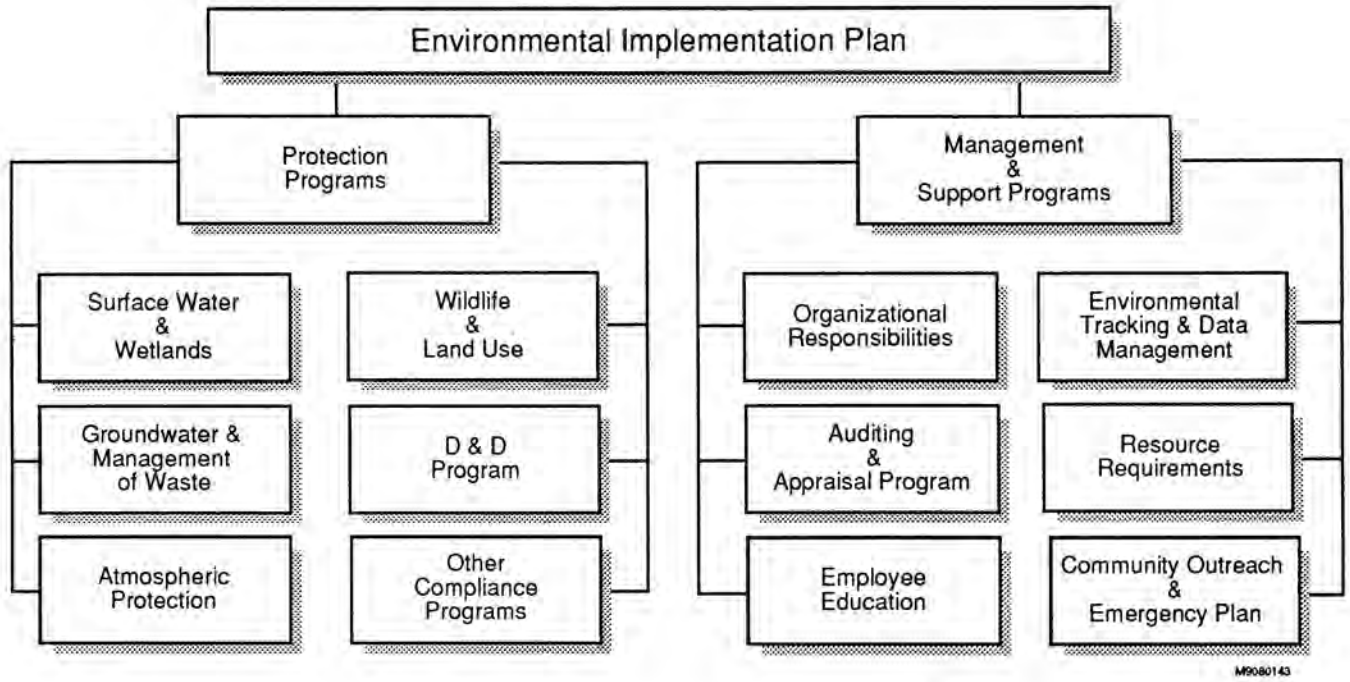 Environmental Implementation Plan
Protection
Programs
Management
&
Support Programs
Surface Water
&
Wetlands
Wildlife
&
Land Use
Organizational
Responsibilities
Environmental
Tracking & Data
Management
Groundwater &
Management
of Waste
D & D
Program
Auditing
&
Appraisal Program
Resource
Requirements
Atmospheric
Protection
Other
Compliance
Programs
Employee
Education
Community Outreach
&
Emergency Plan
M9080143